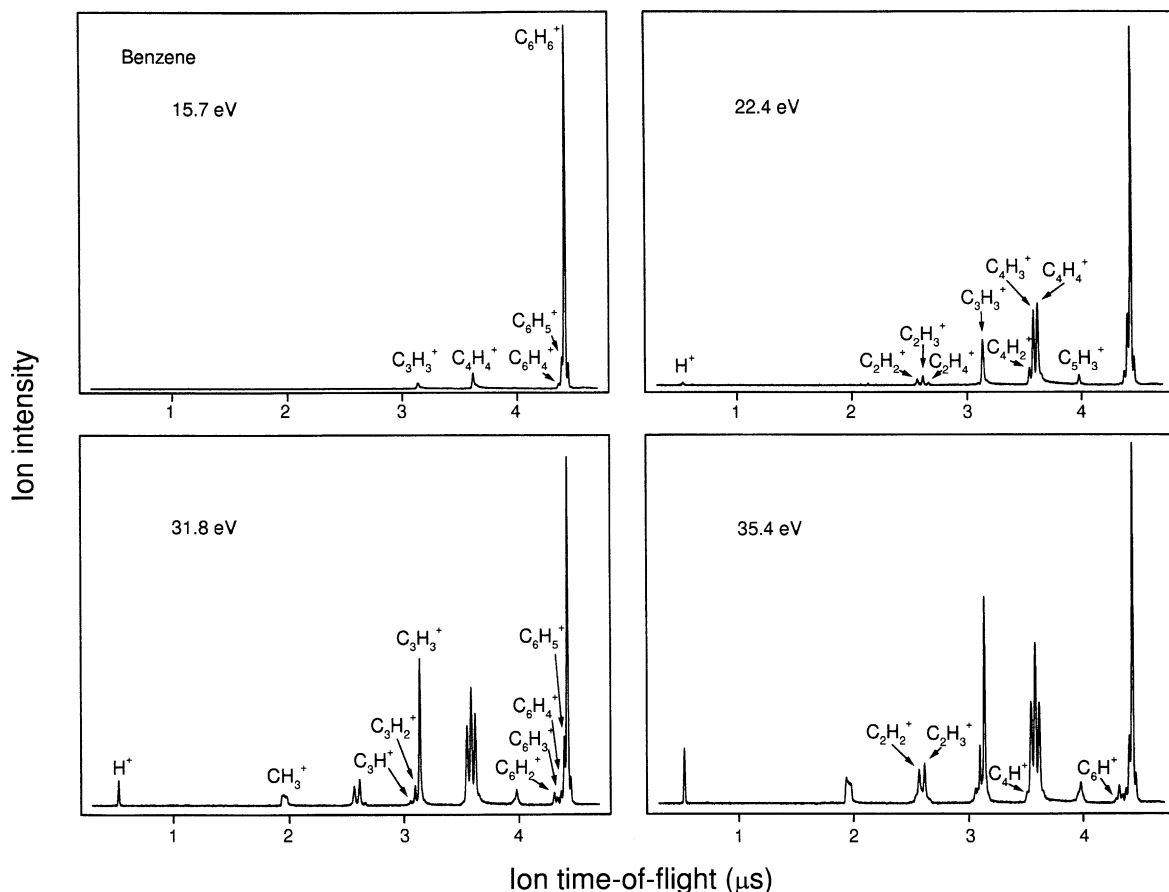 Ion intensity
Benzene
15.7 eV
C₆H₆⁺
C₆H₅⁺
C₃H₃⁺ C₄H₄⁺ C₆H₄⁺
1 2 3 4
22.4 eV
C₄H₃⁺ C₄H₄⁺
C₃H₃⁺
C₂H₃⁺
H⁺ C₂H₂⁺ C₂H₄⁺ C₄H₂⁺ C₅H₃⁺
1 2 3 4
31.8 eV
C₃H₃⁺ C₆H₅⁺
C₆H₄⁺
C₃H₂⁺ C₆H₃⁺
H⁺ CH₃⁺ C₃H⁺ C₆H₂⁺
1 2 3 4
35.4 eV
C₂H₂⁺ C₂H₃⁺
C₄H⁺ C₆H⁺
1 2 3 4
Ion time-of-flight (μs)